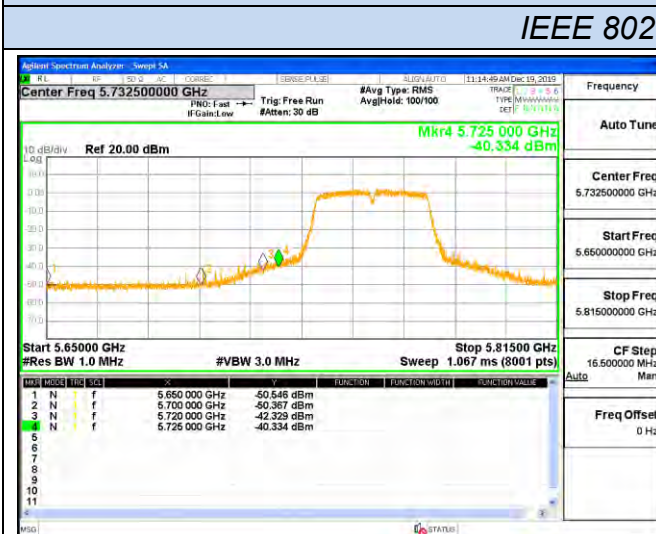 IEEE 802
Agilent Spectrum Analyzer - Swept SA
RL RF 50 Ω AC CORREC SENSE:PULSE ALIGN AUTO 11:14:49 AM Dec 19, 2019
Center Freq 5.732500000 GHz
PNO: Fast
IFGain:Low
Trig: Free Run
#Atten: 30 dB
#Avg Type: RMS
Avg|Hold: 100/100
TRACE
TYPE
DET
Mkr4 5.725 000 GHz
-40.334 dBm
10 dB/div Ref 20.00 dBm
Log
Start 5.65000 GHz
Stop 5.81500 GHz
#Res BW 1.0 MHz
#VBW 3.0 MHz
Sweep 1.067 ms (8001 pts)
MKR MODE TRC SCL X Y FUNCTION FUNCTION WIDTH FUNCTION VALUE
1 N f 5.650 000 GHz -50.546 dBm
2 N f 5.700 000 GHz -50.367 dBm
3 N f 5.720 000 GHz -42.329 dBm
4 N f 5.725 000 GHz -40.334 dBm
5
6
7
8
9
10
11
MSG
STATUS
Frequency
Auto Tune
Center Freq
5.732500000 GHz
Start Freq
5.650000000 GHz
Stop Freq
5.815000000 GHz
CF Step
16.500000 MHz
Auto Man
Freq Offset
0 Hz